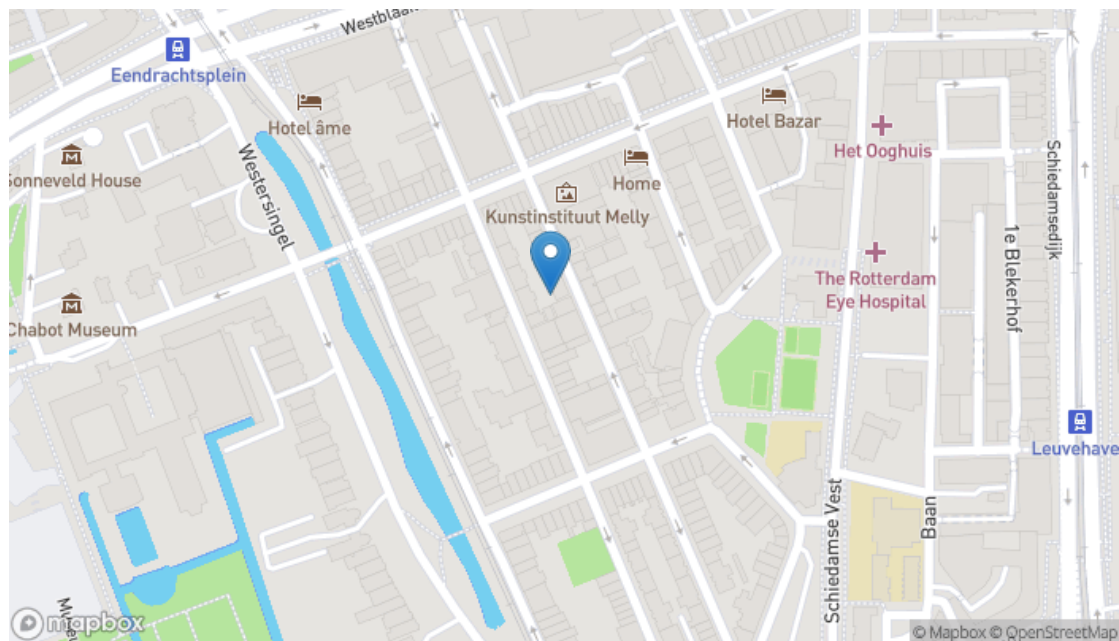 Westblaak
Eendrachtsplein
Hotel âme
Hotel Bazar
Het Ooghuis
Sonneveld House
Home
Schiedamsedijk
Westersingel
Kunstinstituut Melly
1e Blekerhof
The Rotterdam
Eye Hospital
Chabot Museum
Leuvehave
Schiedamse Vest
Baan
Muse
mapbox
© Mapbox © OpenStreetMap